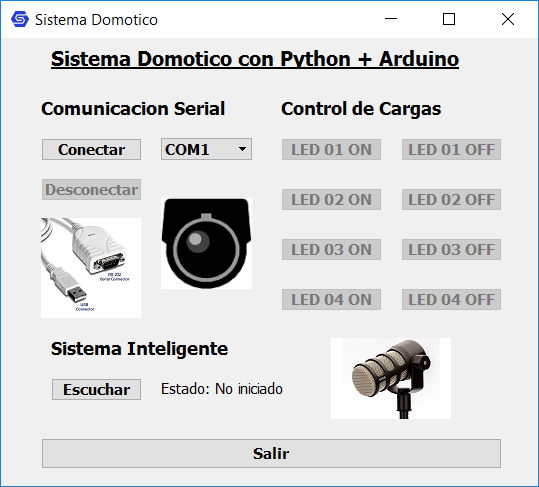 Sistema Domotico
Sistema Domotico con Python + Arduino
Comunicacion Serial
Control de Cargas
Conectar
COM1
LED 01 ON
LED 01 OFF
Desconectar
LED 02 ON
LED 02 OFF
RS-232
Serial Connector
USB
Connector
LED 03 ON
LED 03 OFF
LED 04 ON
LED 04 OFF
Sistema Inteligente
Escuchar
Estado: No iniciado
Salir